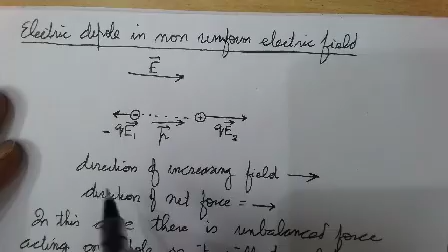 Electric dipole in non uniform electric field
E
- +
-qE₁ p qE₂
direction of increasing field →
direction of net force = →
In this case there is unbalanced force
acting on dipole